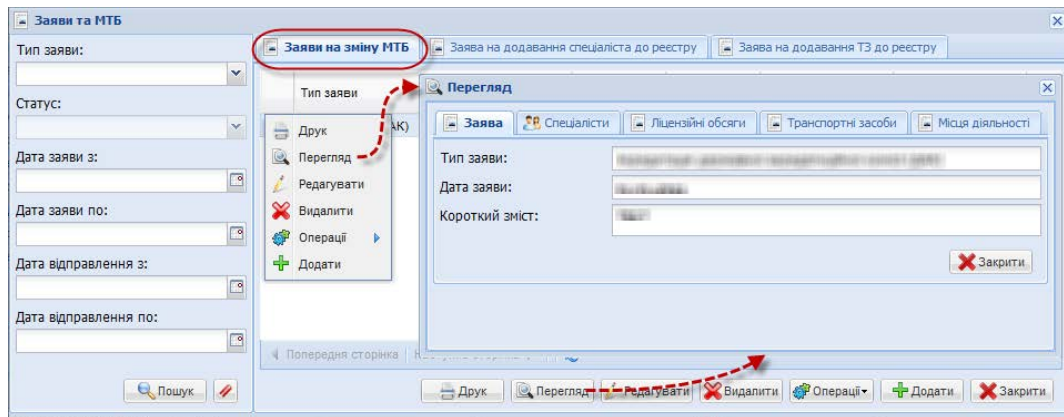 Заяви та МТБ
Тип заяви:
Статус:
Дата заяви з:
Дата заяви по:
Дата відправлення з:
Дата відправлення по:
Пошук
Заяви на зміну МТБ
Заява на додавання спеціаліста до реєстру
Заява на додавання ТЗ до реєстру
Тип заяви
АК)
Друк
Перегляд
Редагувати
Видалити
Операції
Додати
Перегляд
Заява
Спеціалісти
Ліцензійні обсяги
Транспортні засоби
Місця діяльності
Тип заяви:
Дата заяви:
Короткий зміст:
Закрити
Попередня сторінка
Друк
Перегляд
Редагувати
Видалити
Операції
Додати
Закрити